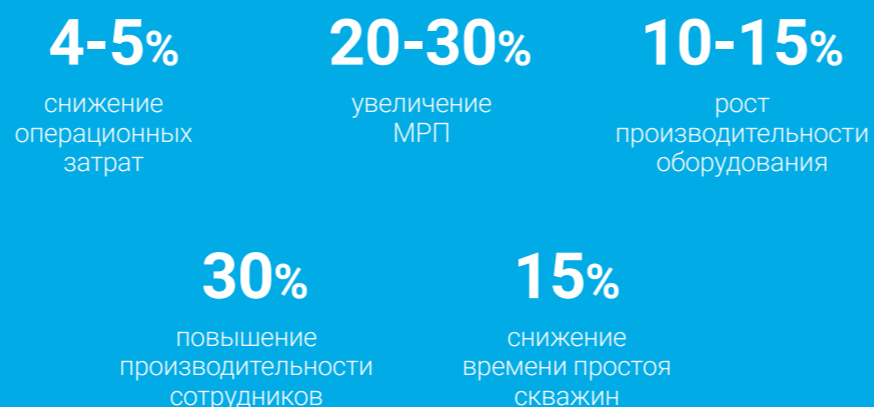 4-5%
20-30%
10-15%
снижение
операционных
затрат
увеличение
МРП
рост
производительности
оборудования
30%
15%
повышение
производительности
сотрудников
снижение
времени простоя
скважин